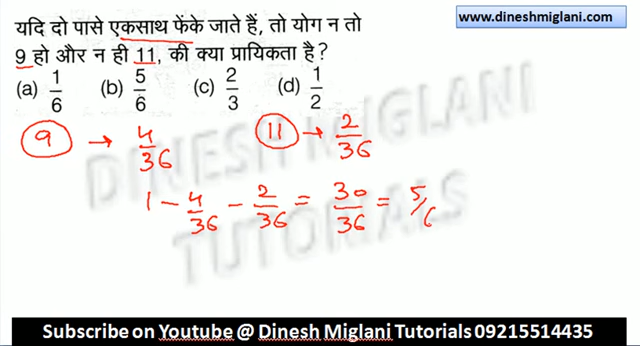 www.dineshmiglani.com
यदि दो पासे एकसाथ फेंके जाते हैं, तो योग न तो
9 हो और न ही 11, की क्या प्रायिकता है ?
(a) 1/6 (b) 5/6 (c) 2/3 (d) 1/2
9 → 4/36 11 → 2/36
1 - 4/36 - 2/36 = 30/36 = 5/6
DINESH MIGLANI
TUTORIALS
Subscribe on Youtube @ Dinesh Miglani Tutorials 09215514435